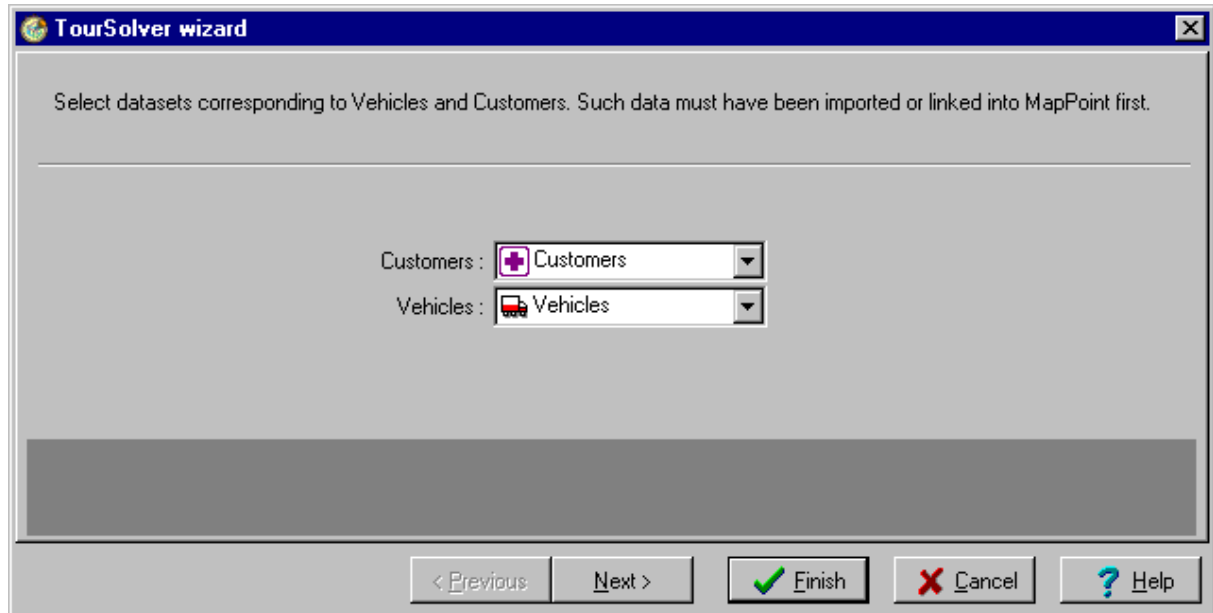 TourSolver wizard
Select datasets corresponding to Vehicles and Customers. Such data must have been imported or linked into MapPoint first.
Customers : Customers
Vehicles : Vehicles
< Previous Next > Finish Cancel Help